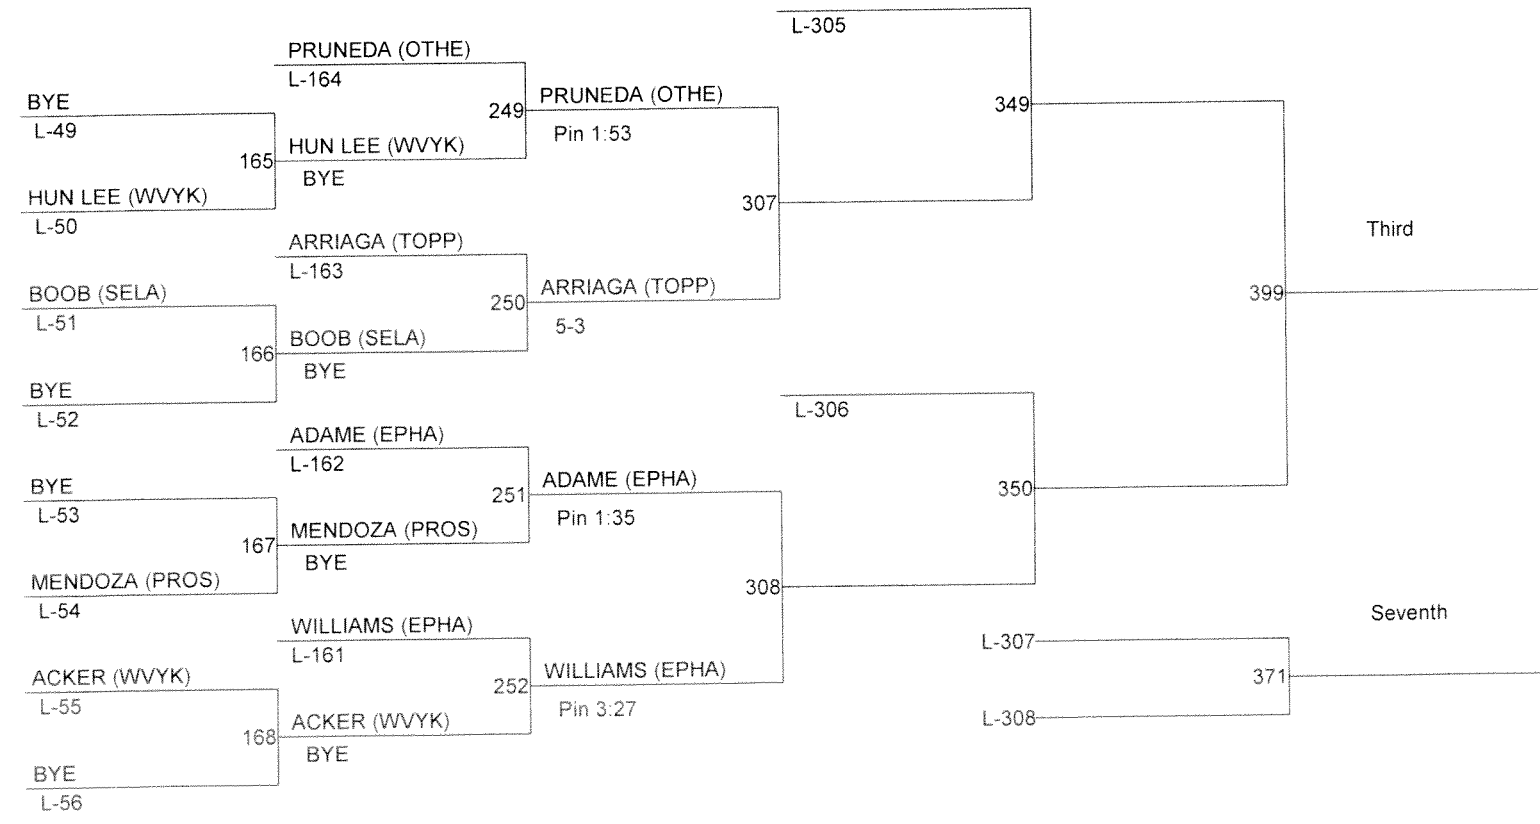 L-305
PRUNEDA (OTHE)
L-164
BYE
L-49
249
PRUNEDA (OTHE)
349
Pin 1:53
165
HUN LEE (WVYK)
BYE
HUN LEE (WVYK)
L-50
307
Third
ARRIAGA (TOPP)
L-163
BOOB (SELA)
L-51
250
ARRIAGA (TOPP)
399
5-3
166
BOOB (SELA)
BYE
BYE
L-52
L-306
ADAME (EPHA)
L-162
BYE
L-53
251
ADAME (EPHA)
350
Pin 1:35
167
MENDOZA (PROS)
BYE
MENDOZA (PROS)
L-54
308
Seventh
WILLIAMS (EPHA)
L-161
L-307
ACKER (WVYK)
L-55
252
WILLIAMS (EPHA)
371
Pin 3:27
L-308
168
ACKER (WVYK)
BYE
BYE
L-56